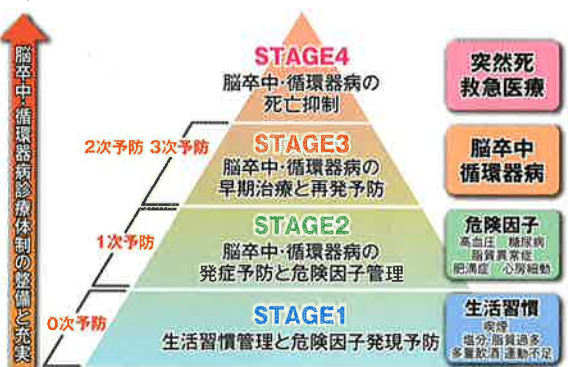 脳卒中・循環器病診療体制の整備と充実
STAGE4
脳卒中・循環器病の
死亡抑制
突然死
救急医療
2次予防 3次予防
STAGE3
脳卒中・循環器病の
早期治療と再発予防
脳卒中
循環器病
1次予防
STAGE2
脳卒中・循環器病の
発症予防と危険因子管理
危険因子
高血圧 糖尿病
脂質異常症
肥満症 心房細動
0次予防
STAGE1
生活習慣管理と危険因子発現予防
生活習慣
喫煙
塩分・脂質過多
多量飲酒 運動不足